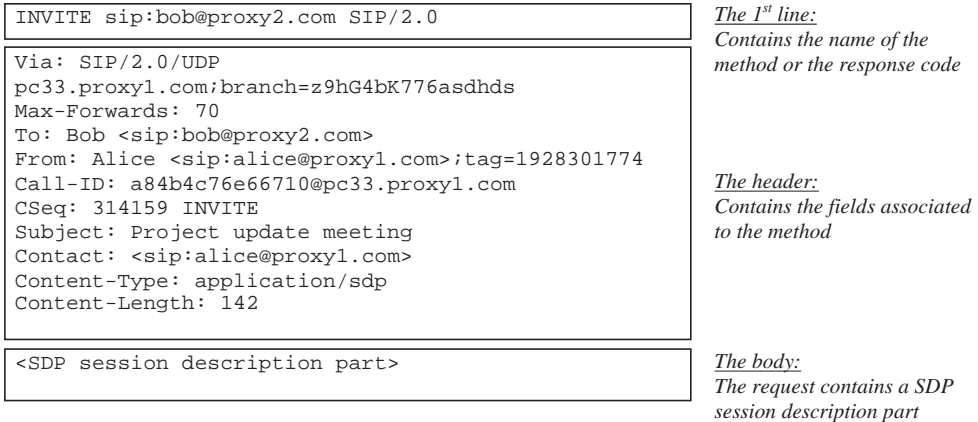 INVITE sip:bob@proxy2.com SIP/2.0
The 1st line:
Contains the name of the
method or the response code
Via: SIP/2.0/UDP
pc33.proxy1.com;branch=z9hG4bK776asdhds
Max-Forwards: 70
To: Bob <sip:bob@proxy2.com>
From: Alice <sip:alice@proxy1.com>;tag=1928301774
Call-ID: a84b4c76e66710@pc33.proxy1.com
CSeq: 314159 INVITE
Subject: Project update meeting
Contact: <sip:alice@proxy1.com>
Content-Type: application/sdp
Content-Length: 142
The header:
Contains the fields associated
to the method
<SDP session description part>
The body:
The request contains a SDP
session description part